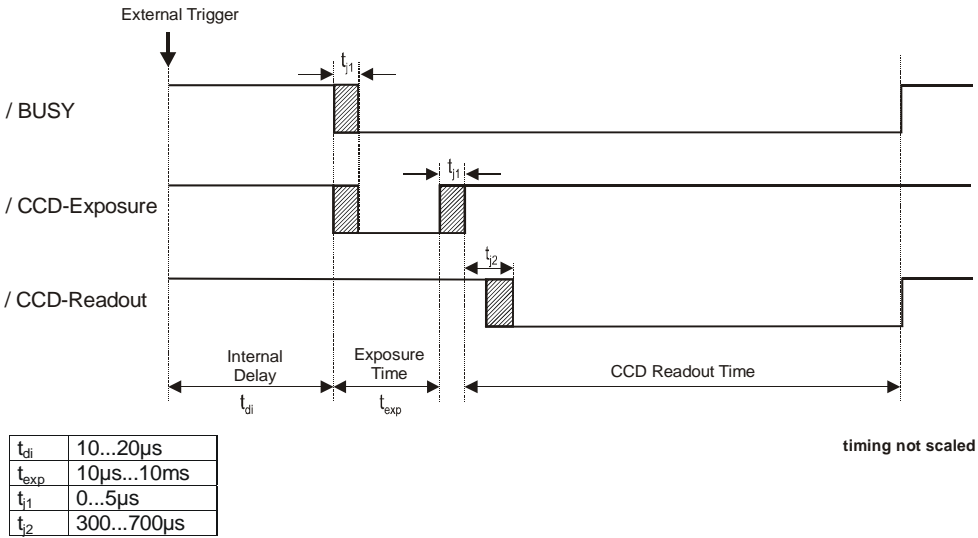 External Trigger
t_j1
/ BUSY
t_j1
/ CCD-Exposure
t_j2
/ CCD-Readout
Internal
Delay
t_di
Exposure
Time
t_exp
CCD Readout Time
timing not scaled
t_di 10...20µs
t_exp 10µs...10ms
t_j1 0...5µs
t_j2 300...700µs